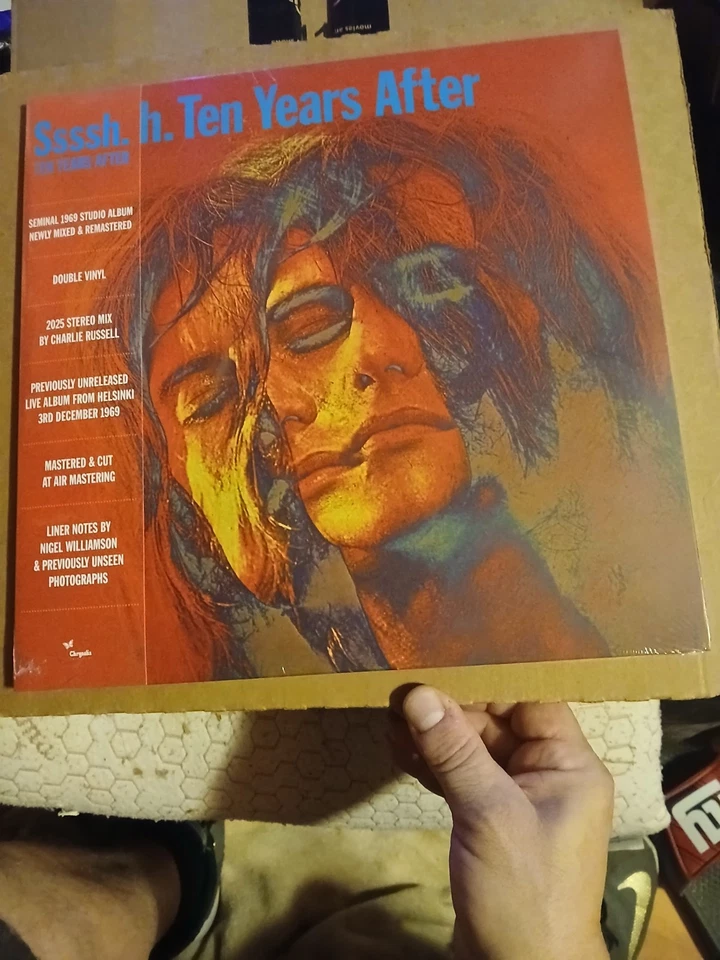 Ssssh. h. Ten Years After
TEN YEARS AFTER
SEMINAL 1969 STUDIO ALBUM
NEWLY MIXED & REMASTERED
DOUBLE VINYL
2025 STEREO MIX
BY CHARLIE RUSSELL
PREVIOUSLY UNRELEASED
LIVE ALBUM FROM HELSINKI
3RD DECEMBER 1969
MASTERED & CUT
AT AIR MASTERING
LINER NOTES BY
NIGEL WILLIAMSON
& PREVIOUSLY UNSEEN
PHOTOGRAPHS
Chrysalis